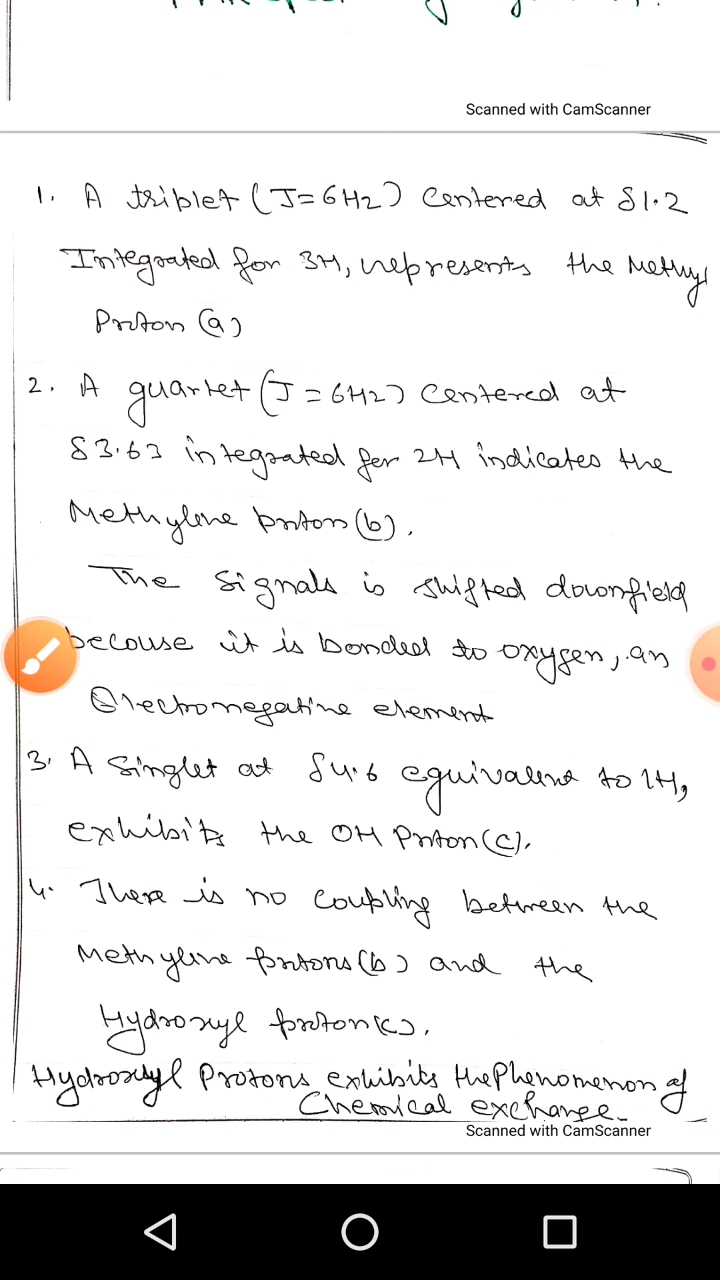 Scanned with CamScanner
1. A triplet (J=6Hz) Centered at δ1.2
Integrated for 3H, represents the Methyl
Proton (a)
2. A quartet (J=6Hz) Centered at
δ3.63 integrated for 2H indicates the
Methylene proton (b).
The signals is shifted downfield
becouse it is bonded to oxygen, an
Electronegative element
3. A Singlet at δ4.6 equivalent to 1H,
exhibits the OH Proton (c).
4. There is no coupling between the
Methylene protons (b) and the
Hydroxyl proton (c).
Hydroxyl Protons exhibits the Phenomenon of
Chemical exchange.
Scanned with CamScanner